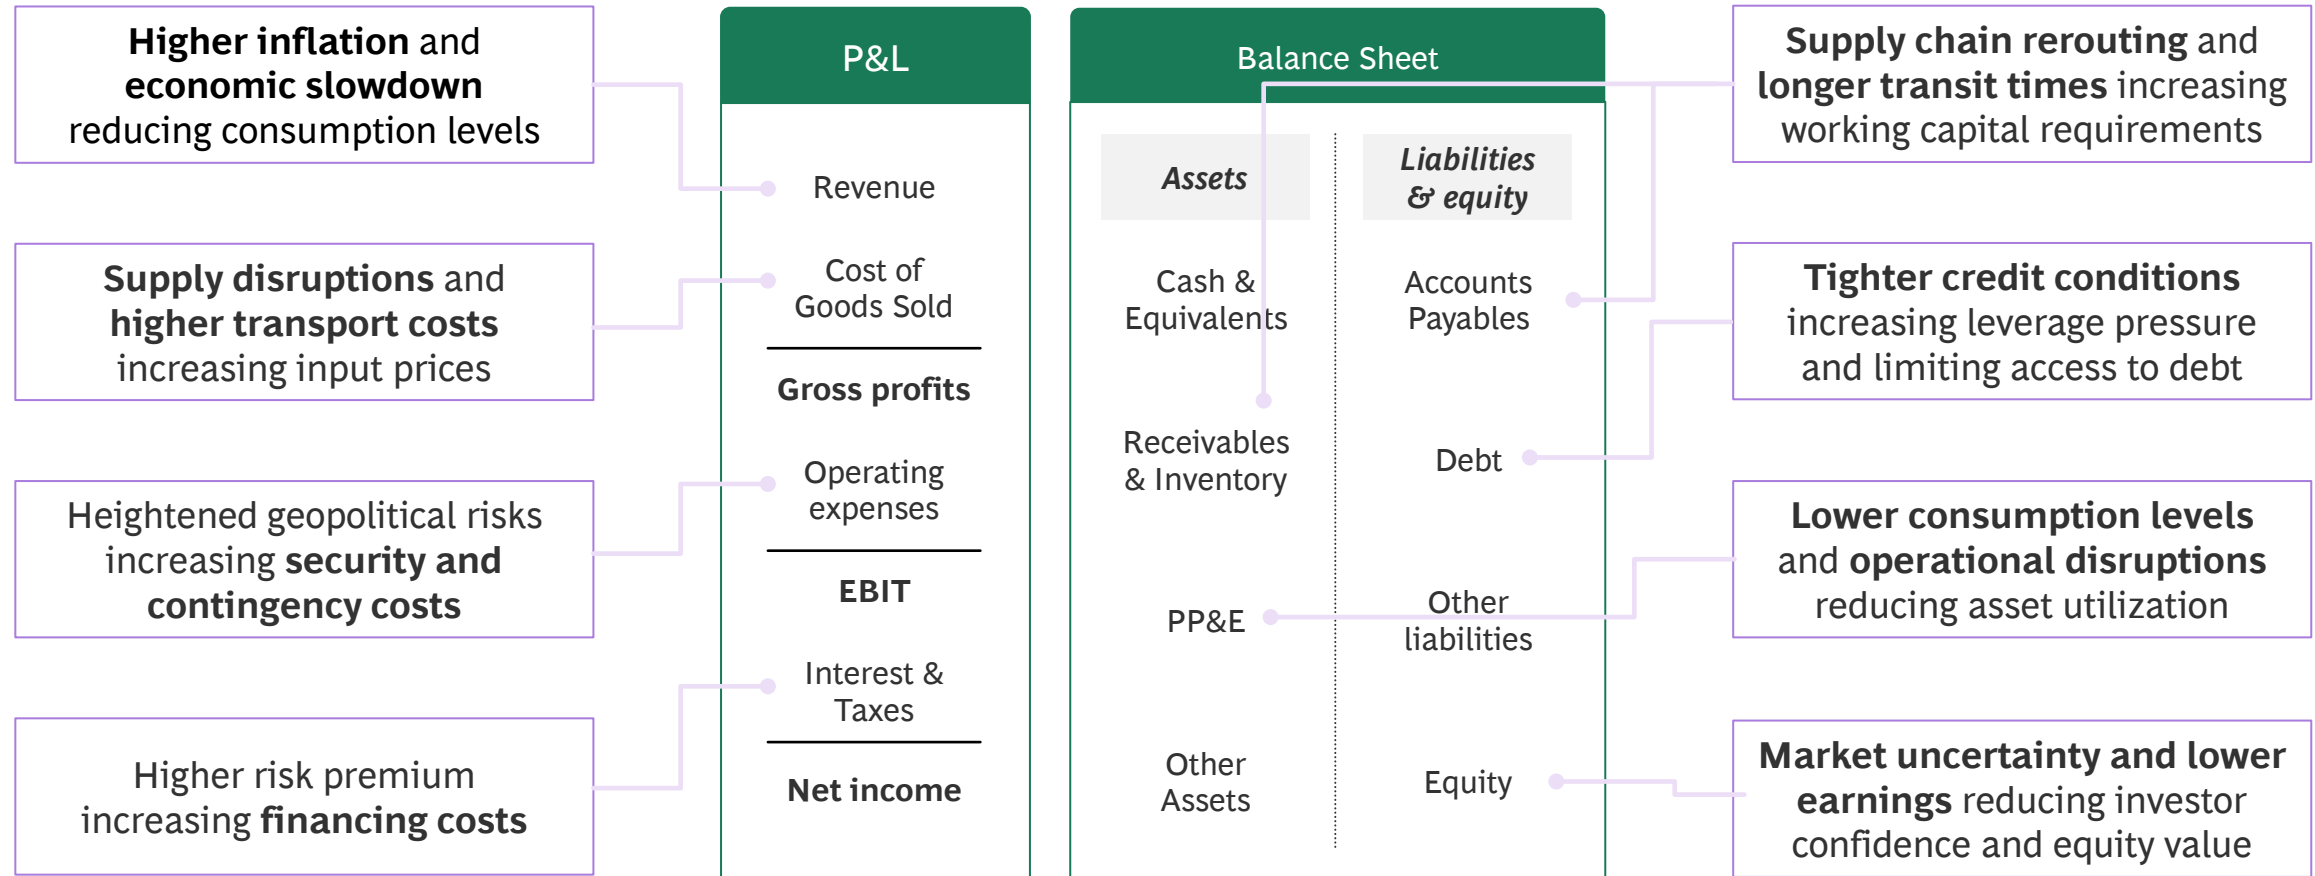 Higher inflation and
economic slowdown
reducing consumption levels
Supply disruptions and
higher transport costs
increasing input prices
Heightened geopolitical risks
increasing security and
contingency costs
Higher risk premium
increasing financing costs
P&L
Revenue
Cost of
Goods Sold
Gross profits
Operating
expenses
EBIT
Interest &
Taxes
Net income
Balance Sheet
Assets
Cash &
Equivalents
Receivables
& Inventory
PP&E
Other
Assets
Liabilities
& equity
Accounts
Payables
Debt
Other
liabilities
Equity
Supply chain rerouting and
longer transit times increasing
working capital requirements
Tighter credit conditions
increasing leverage pressure
and limiting access to debt
Lower consumption levels
and operational disruptions
reducing asset utilization
Market uncertainty and lower
earnings reducing investor
confidence and equity value